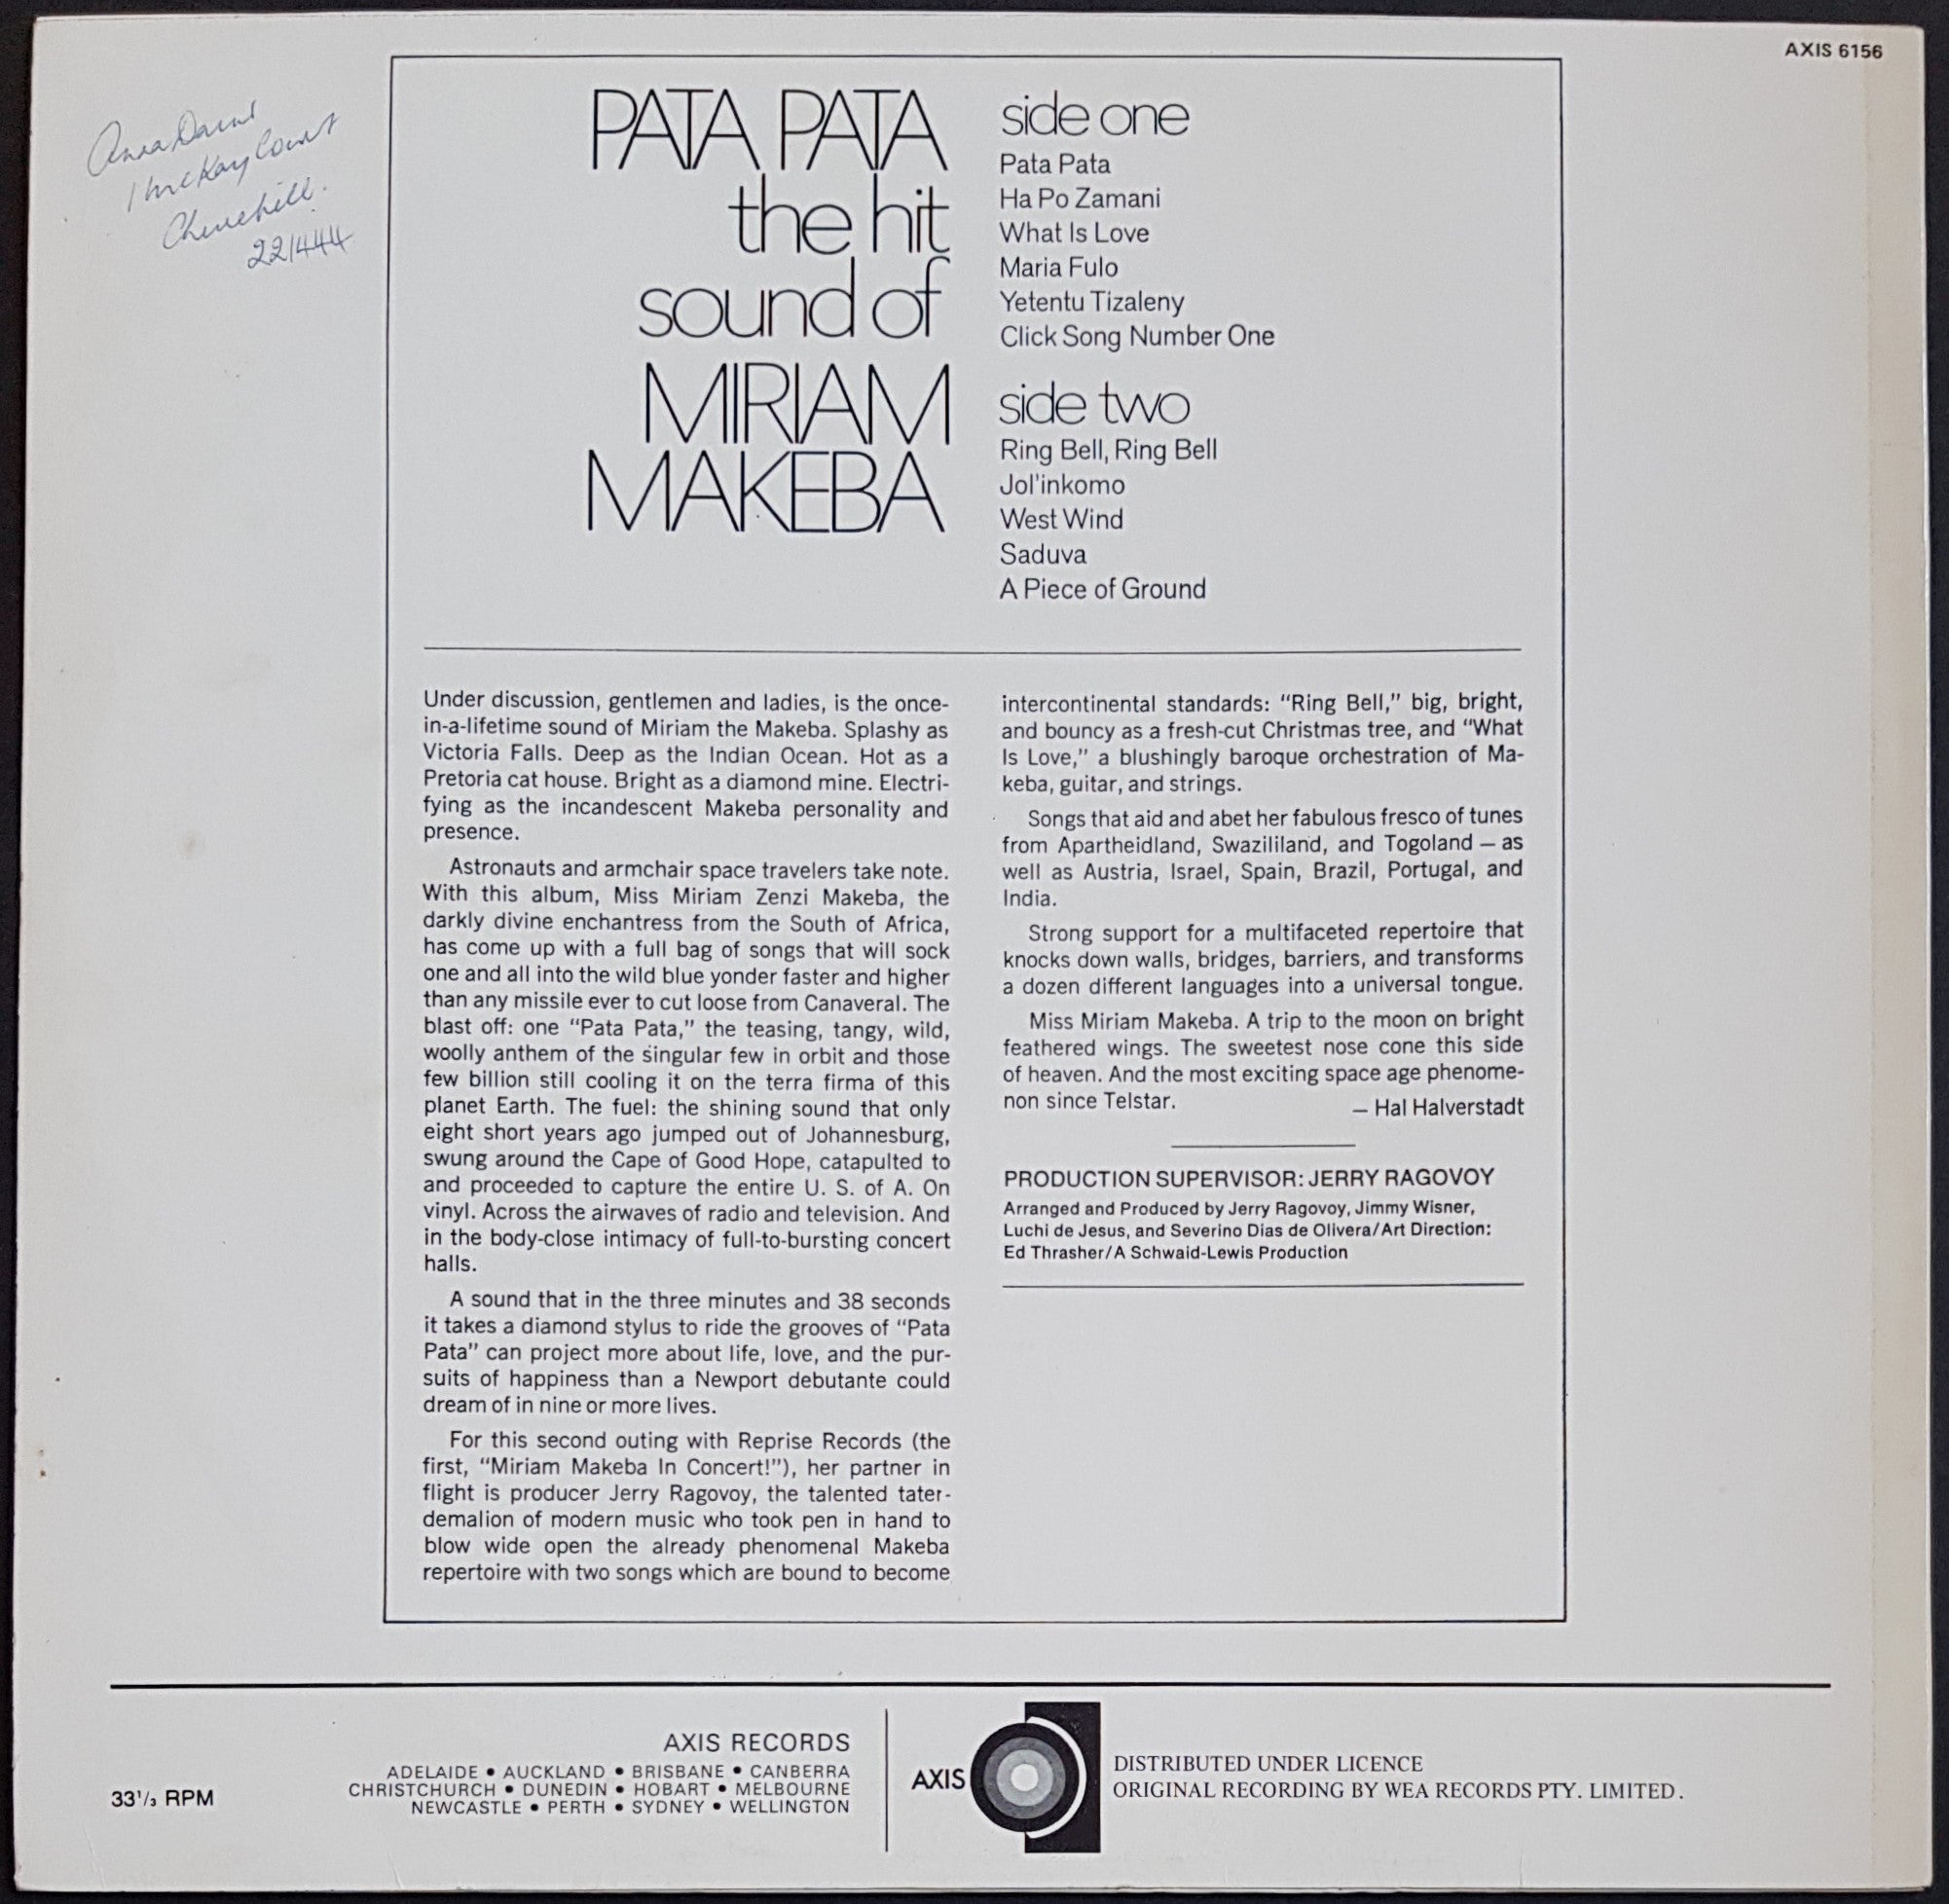 AXIS 6156
1 McKay Court
Churchill.
221444
PATA PATA
the hit
sound of
MIRIAM
MAKEBA
side one
Pata Pata
Ha Po Zamani
What Is Love
Maria Fulo
Yetentu Tizaleny
Click Song Number One
side two
Ring Bell, Ring Bell
Jol'inkomo
West Wind
Saduva
A Piece of Ground
Under discussion, gentlemen and ladies, is the once-
in-a-lifetime sound of Miriam the Makeba. Splashy as
Victoria Falls. Deep as the Indian Ocean. Hot as a
Pretoria cat house. Bright as a diamond mine. Electri-
fying as the incandescent Makeba personality and
presence.
Astronauts and armchair space travelers take note.
With this album, Miss Miriam Zenzi Makeba, the
darkly divine enchantress from the South of Africa,
has come up with a full bag of songs that will sock
one and all into the wild blue yonder faster and higher
than any missile ever to cut loose from Canaveral. The
blast off: one “Pata Pata,” the teasing, tangy, wild,
woolly anthem of the singular few in orbit and those
few billion still cooling it on the terra firma of this
planet Earth. The fuel: the shining sound that only
eight short years ago jumped out of Johannesburg,
swung around the Cape of Good Hope, catapulted to
and proceeded to capture the entire U. S. of A. On
vinyl. Across the airwaves of radio and television. And
in the body-close intimacy of full-to-bursting concert
halls.
A sound that in the three minutes and 38 seconds
it takes a diamond stylus to ride the grooves of “Pata
Pata” can project more about life, love, and the pur-
suits of happiness than a Newport debutante could
dream of in nine or more lives.
For this second outing with Reprise Records (the
first, “Miriam Makeba In Concert!”), her partner in
flight is producer Jerry Ragovoy, the talented tater-
demalion of modern music who took pen in hand to
blow wide open the already phenomenal Makeba
repertoire with two songs which are bound to become
intercontinental standards: “Ring Bell,” big, bright,
and bouncy as a fresh-cut Christmas tree, and “What
Is Love,” a blushingly baroque orchestration of Ma-
keba, guitar, and strings.
Songs that aid and abet her fabulous fresco of tunes
from Apartheidland, Swazililand, and Togoland — as
well as Austria, Israel, Spain, Brazil, Portugal, and
India.
Strong support for a multifaceted repertoire that
knocks down walls, bridges, barriers, and transforms
a dozen different languages into a universal tongue.
Miss Miriam Makeba. A trip to the moon on bright
feathered wings. The sweetest nose cone this side
of heaven. And the most exciting space age phenome-
non since Telstar.
— Hal Halverstadt
PRODUCTION SUPERVISOR: JERRY RAGOVOY
Arranged and Produced by Jerry Ragovoy, Jimmy Wisner,
Luchi de Jesus, and Severino Dias de Olivera/Art Direction:
Ed Thrasher/A Schwaid-Lewis Production
33⅓ RPM
AXIS RECORDS
ADELAIDE • AUCKLAND • BRISBANE • CANBERRA
CHRISTCHURCH • DUNEDIN • HOBART • MELBOURNE
NEWCASTLE • PERTH • SYDNEY • WELLINGTON
AXIS
DISTRIBUTED UNDER LICENCE
ORIGINAL RECORDING BY WEA RECORDS PTY. LIMITED.